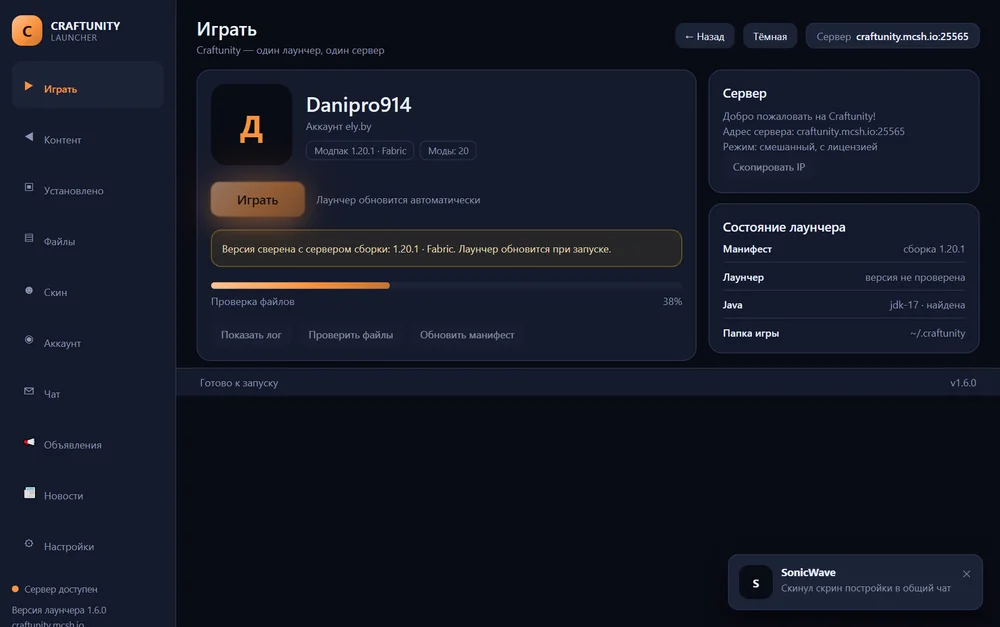 C
CRAFTUNITY
LAUNCHER
Играть
Контент
Установлено
Файлы
Скин
Аккаунт
Чат
Объявления
Новости
Настройки
Сервер доступен
Версия лаунчера 1.6.0
craftunity.mcsh.io
Играть
Craftunity — один лаунчер, один сервер
← Назад
Тёмная
Сервер craftunity.mcsh.io:25565
Д
Danipro914
Аккаунт ely.by
Модпак 1.20.1 · Fabric
Моды: 20
Играть
Лаунчер обновится автоматически
Версия сверена с сервером сборки: 1.20.1 · Fabric. Лаунчер обновится при запуске.
Проверка файлов
38%
Показать лог
Проверить файлы
Обновить манифест
Сервер
Добро пожаловать на Craftunity!
Адрес сервера: craftunity.mcsh.io:25565
Режим: смешанный, с лицензией
Скопировать IP
Состояние лаунчера
Манифест сборка 1.20.1
Лаунчер версия не проверена
Java jdk-17 · найдена
Папка игры ~/.craftunity
Готово к запуску
v1.6.0
S
SonicWave
Скинул скрин постройки в общий чат